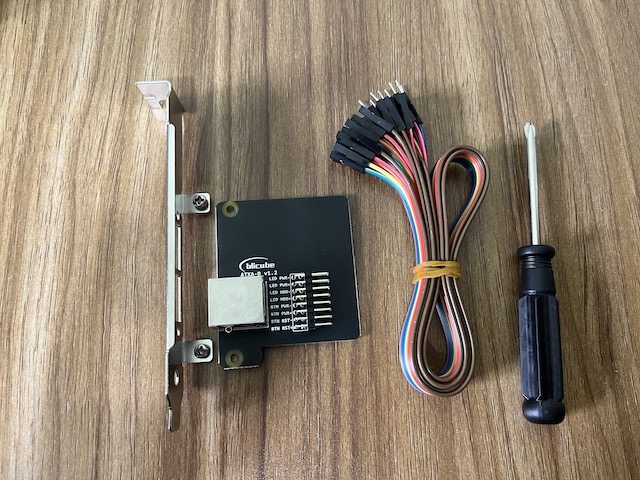 blicube
ATXA-B v1.2
LED PWR-
LED PWR+
LED HDD-
LED HDD+
BTN PWR
BTN PWR
BTN RST
BTN RST